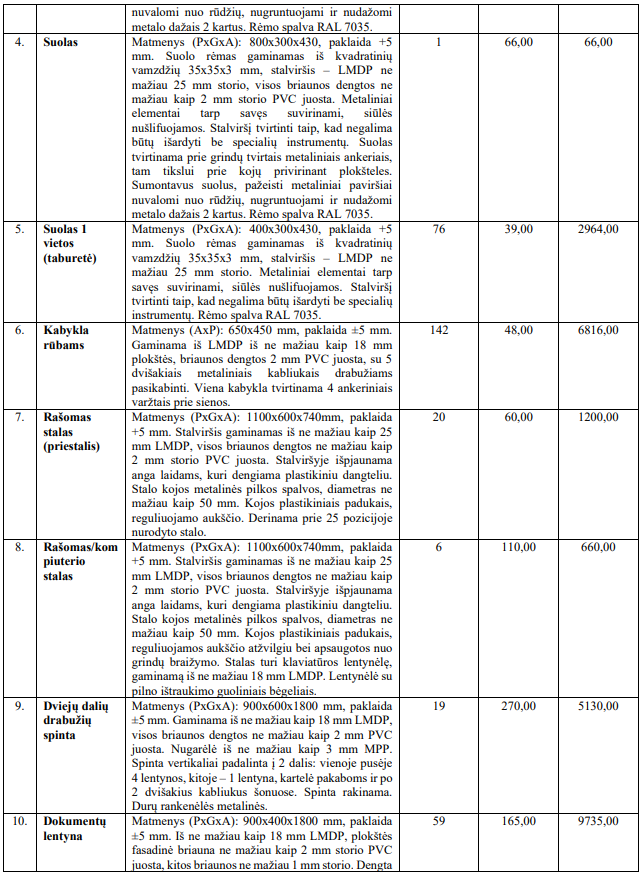 nuvalomi nuo rūdžių, nugruntuojami ir nudažomi
metalo dažais 2 kartus. Rėmo spalva RAL 7035.
4. Suolas Matmenys (PxGxA): 800x300x430, paklaida +5 1 66,00 66,00
mm. Suolo rėmas gaminamas iš kvadratinių
vamzdžių 35x35x3 mm, stalviršis – LMDP ne
mažiau 25 mm storio, visos briaunos dengtos ne
mažiau kaip 2 mm storio PVC juosta. Metaliniai
elementai tarp savęs suvirinami, siūlės
nušlifuojamos. Stalviršį tvirtinti taip, kad negalima
būtų išardyti be specialių instrumentų. Suolas
tvirtinama prie grindų tvirtais metaliniais ankeriais,
tam tikslui prie kojų privirinant plokšteles.
Sumontavus suolus, pažeisti metaliniai paviršiai
nuvalomi nuo rūdžių, nugruntuojami ir nudažomi
metalo dažais 2 kartus. Rėmo spalva RAL 7035.
5. Suolas 1 Matmenys (PxGxA): 400x300x430, paklaida +5 76 39,00 2964,00
vietos mm. Suolo rėmas gaminamas iš kvadratinių
(taburetė) vamzdžių 35x35x3 mm, stalviršis – LMDP ne
mažiau 25 mm storio. Metaliniai elementai tarp
savęs suvirinami, siūlės nušlifuojamos. Stalviršį
tvirtinti taip, kad negalima būtų išardyti be specialių
instrumentų. Rėmo spalva RAL 7035.
6. Kabykla Matmenys (AxP): 650x450 mm, paklaida ±5 mm. 142 48,00 6816,00
rūbams Gaminama iš LMDP iš ne mažiau kaip 18 mm
plokštės, briaunos dengtos 2 mm PVC juosta, su 5
dvišakiais metaliniais kabliukais drabužiams
pasikabinti. Viena kabykla tvirtinama 4 ankeriniais
varžtais prie sienos.
7. Rašomas Matmenys (PxGxA): 1100x600x740mm, paklaida 20 60,00 1200,00
stalas +5 mm. Stalviršis gaminamas iš ne mažiau kaip 25
(priestalis) mm LMDP, visos briaunos dengtos ne mažiau kaip
2 mm storio PVC juosta. Stalviršyje išpjaunama
anga laidams, kuri dengiama plastikiniu dangteliu.
Stalo kojos metalinės pilkos spalvos, diametras ne
mažiau kaip 50 mm. Kojos plastikiniais padukais,
reguliuojamo aukščio. Derinama prie 25 pozicijoje
nurodyto stalo.
8. Rašomas/kom Matmenys (PxGxA): 1100x600x740mm, paklaida 6 110,00 660,00
piuterio +5 mm. Stalviršis gaminamas iš ne mažiau kaip 25
stalas mm LMDP, visos briaunos dengtos ne mažiau kaip
2 mm storio PVC juosta. Stalviršyje išpjaunama
anga laidams, kuri dengiama plastikiniu dangteliu.
Stalo kojos metalinės pilkos spalvos, diametras ne
mažiau kaip 50 mm. Kojos plastikiniais padukais,
reguliuojamos aukščio atžvilgiu bei apsaugotos nuo
grindų braižymo. Stalas turi klaviatūros lentynėlę,
gaminamą iš ne mažiau 18 mm LMDP. Lentynėlė su
pilno ištraukimo guoliniais bėgeliais.
9. Dviejų dalių Matmenys (PxGxA): 900x600x1800 mm, paklaida 19 270,00 5130,00
drabužių ±5 mm. Gaminama iš ne mažiau kaip 18 mm LMDP,
spinta visos briaunos dengtos ne mažiau kaip 2 mm PVC
juosta. Nugarėlė iš ne mažiau kaip 3 mm MPP.
Spinta vertikaliai padalinta į 2 dalis: vienoje pusėje
4 lentynos, kitoje – 1 lentyna, kartelė pakaboms ir po
2 dvišakius kabliukus šonuose. Spinta rakinama.
Durų rankenėlės metalinės.
10. Dokumentų Matmenys (PxGxA): 900x400x1800 mm, paklaida 59 165,00 9735,00
lentyna ±5 mm. Iš ne mažiau kaip 18 mm LMDP, plokštės
fasadinė briauna ne mažiau kaip 2 mm storio PVC
juosta, kitos briaunos ne mažiau 1 mm storio. Dengta